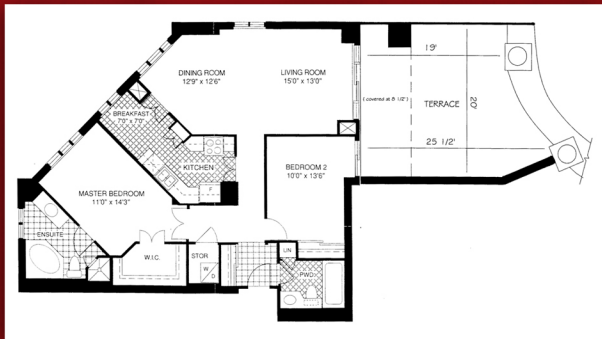 DINING ROOM
12'9" x 12'6"
LIVING ROOM
15'0" x 13'0"
19'
( covered at 8 1/2' )
TERRACE
20'
25 1/2'
BREAKFAST
7'0" x 7'0"
KITCHEN
F
BEDROOM 2
10'0" x 13'6"
MASTER BEDROOM
11'0" x 14'3"
ENSUITE
W.I.C.
STOR
W
D
LIN
PWD.